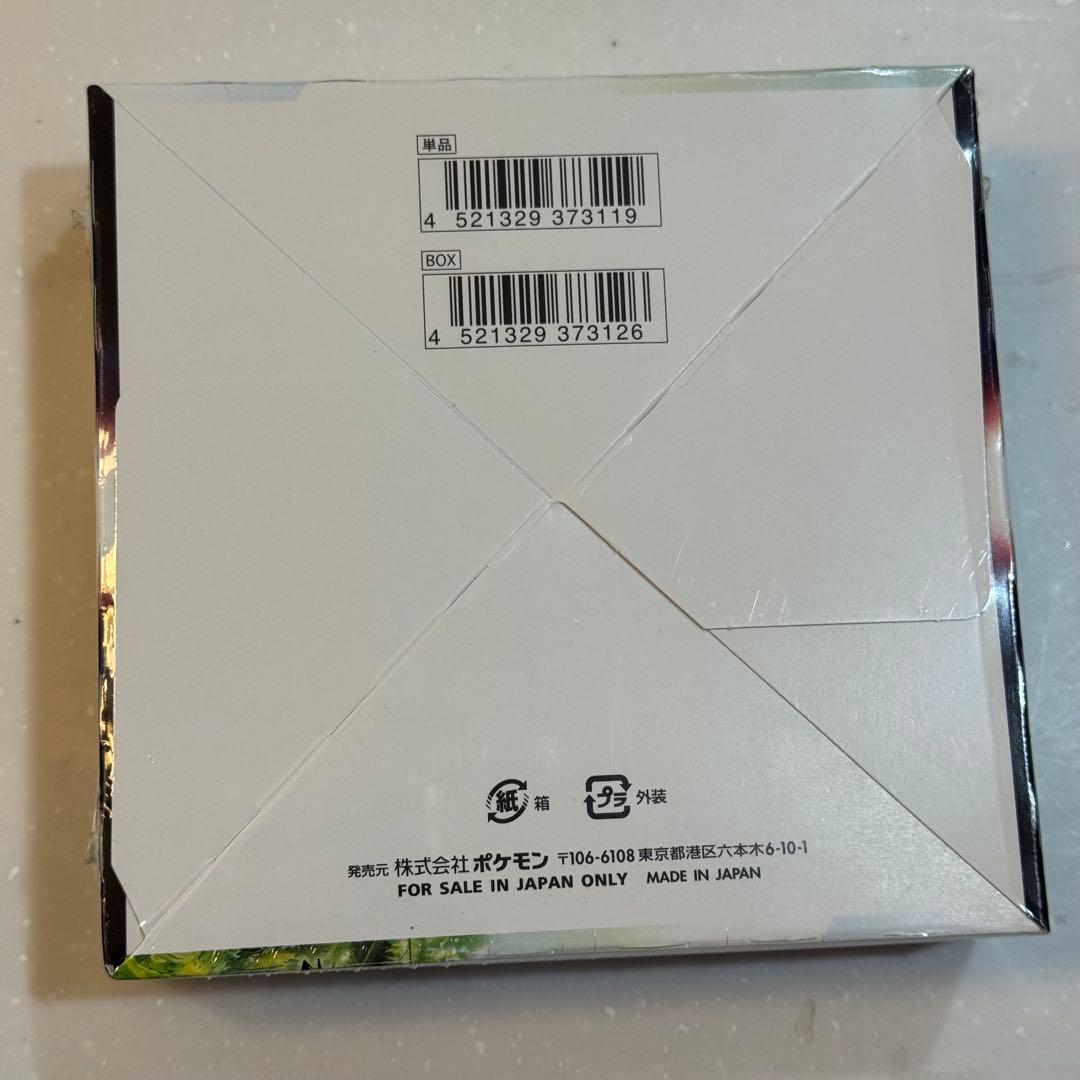 単品
4 521329 373119
BOX
4 521329 373126
紙 箱 プラ 外装
発売元 株式会社 ポケモン 〒106-6108 東京都港区六本木6-10-1
FOR SALE IN JAPAN ONLY MADE IN JAPAN